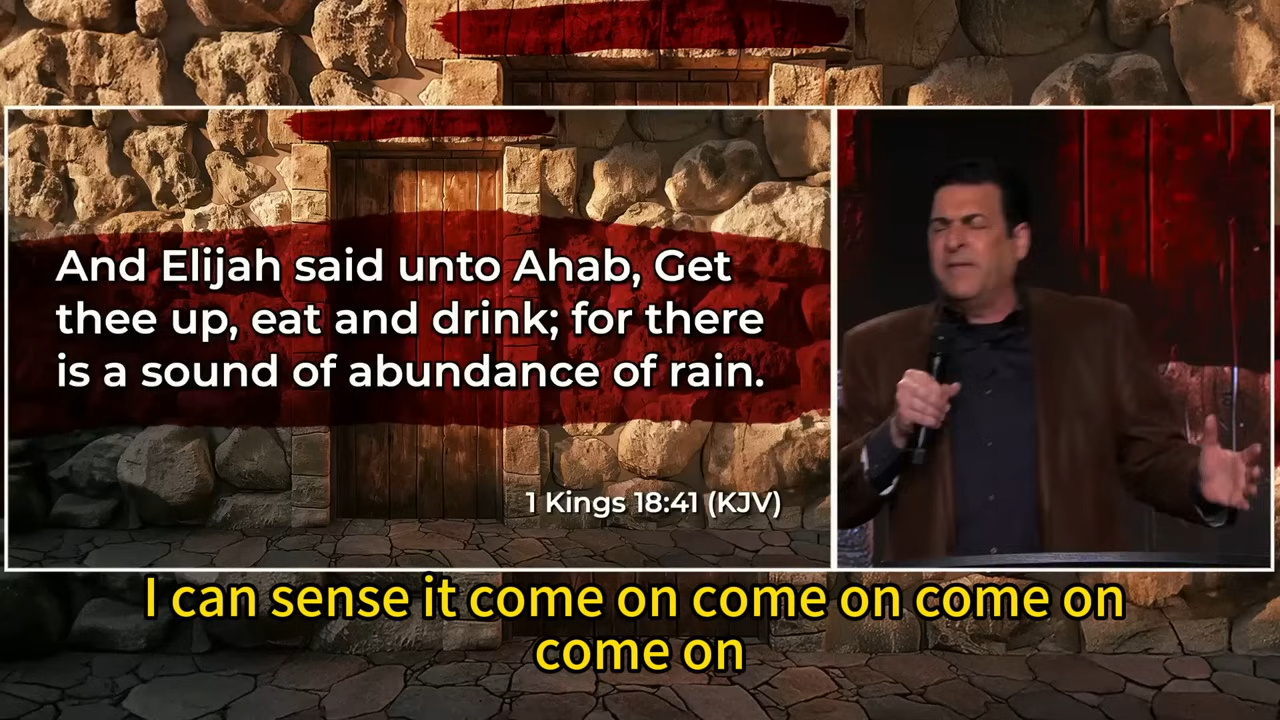 And Elijah said unto Ahab, Get
thee up, eat and drink; for there
is a sound of abundance of rain.
1 Kings 18:41 (KJV)
I can sense it come on come on come on
come on